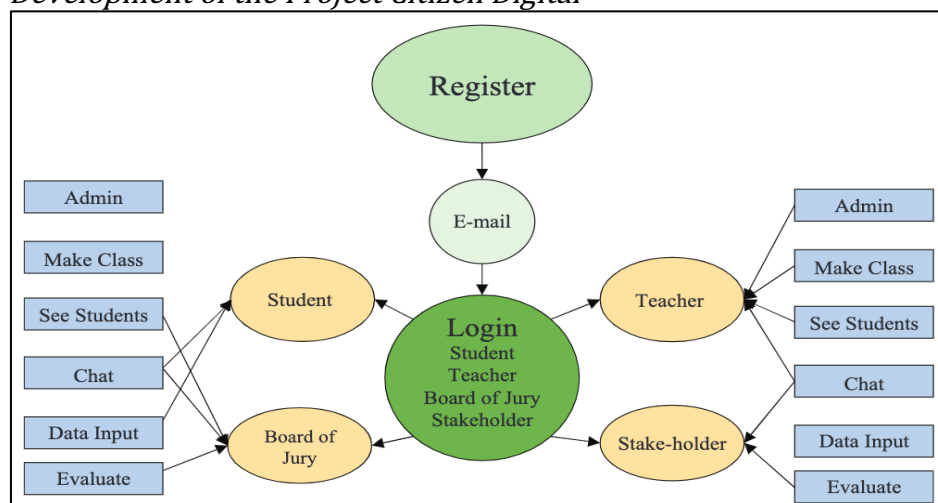 Development of the Project Citizen Digital
Register
E-mail
Login
Student
Teacher
Board of Jury
Stakeholder
Admin
Make Class
See Students
Chat
Data Input
Evaluate
Student
Board of
Jury
Teacher
Stake-holder
Admin
Make Class
See Students
Chat
Data Input
Evaluate